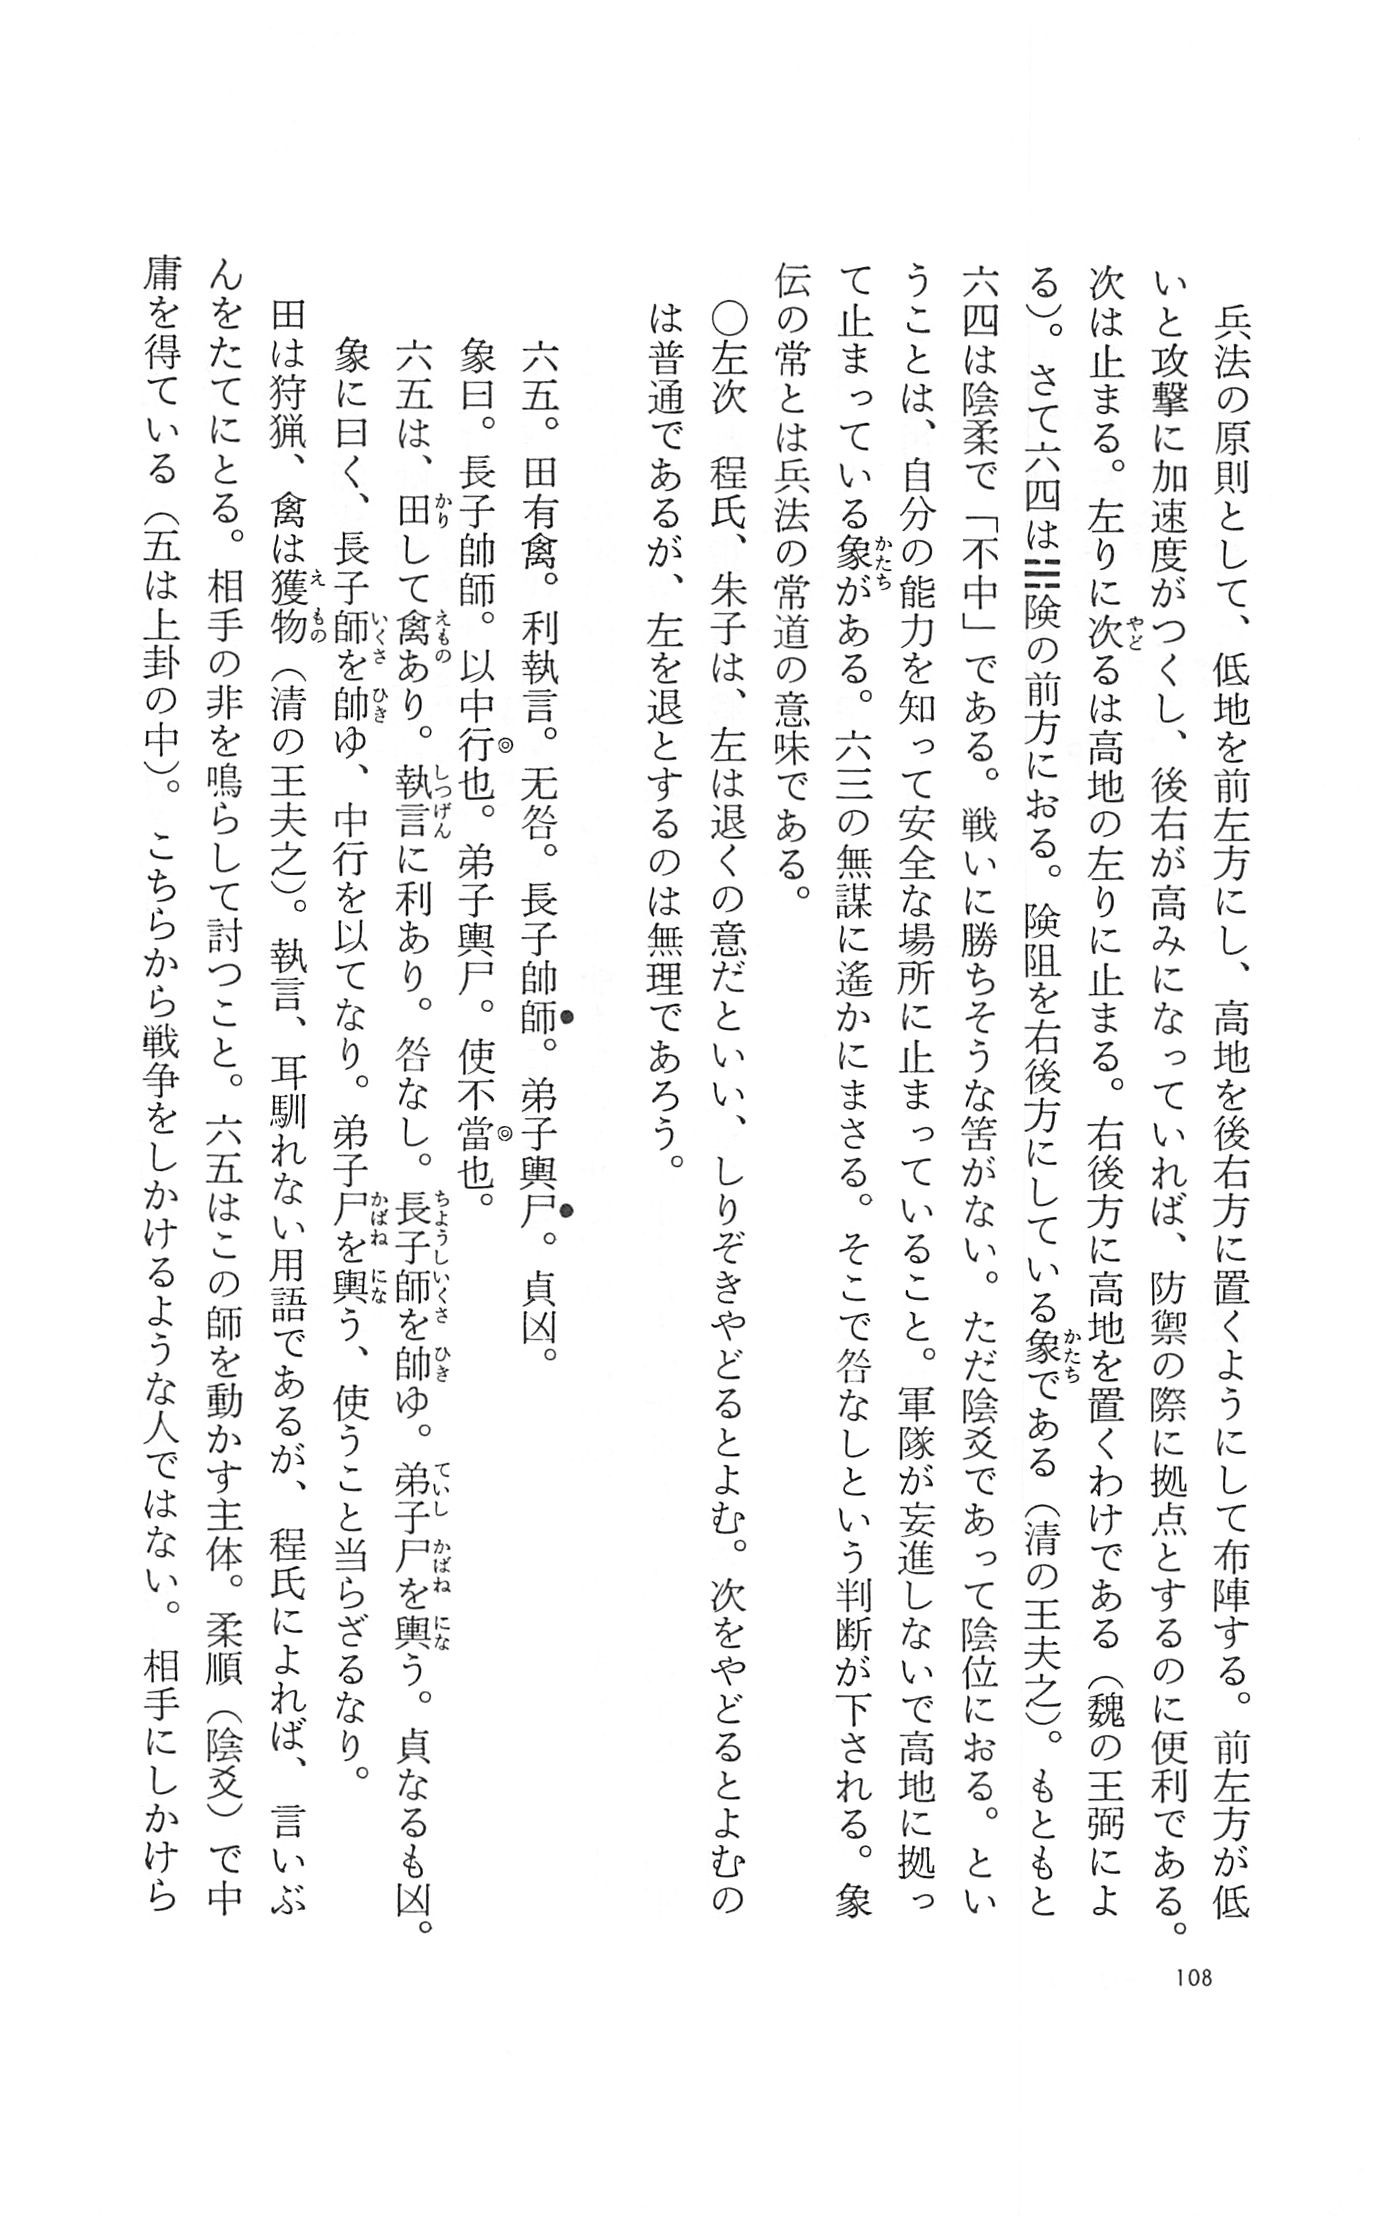 兵法の原則として、低地を前左方にし、高地を後右方に置くようにして布陣する。前左方が低
いと攻撃に加速度がつくし、後右が高みになっていれば、防禦の際に拠点とするのに便利である。
次は止まる。左りに次るは高地の左りに止まる。右後方に高地を置くわけである（魏の王弼によ
る）。さて六四は☵険の前方におる。険阻を右後方にしている象である（清の王夫之）。もともと
六四は陰柔で「不中」である。戦いに勝ちそうな筈がない。ただ陰爻であって陰位におる。とい
うことは、自分の能力を知って安全な場所に止まっていること。軍隊が妄進しないで高地に拠っ
て止まっている象がある。六三の無謀に遙かにまさる。そこで咎なしという判断が下される。象
伝の常とは兵法の常道の意味である。
〇左次　程氏、朱子は、左は退くの意だといい、しりぞきやどるとよむ。次をやどるとよむの
は普通であるが、左を退とするのは無理であろう。
六五。田有禽。利執言。无咎。長子帥師。弟子輿尸。貞凶。
象曰。長子帥師。以中行也。弟子輿尸。使不當也。
六五は、田して禽あり。執言に利あり。咎なし。長子師を帥ゆ。弟子尸を輿う。貞なるも凶。
象に曰く、長子師を帥ゆ、中行を以てなり。弟子尸を輿う、使うこと当らざるなり。
田は狩猟、禽は獲物（清の王夫之）。執言、耳馴れない用語であるが、程氏によれば、言いぶ
んをたてにとる。相手の非を鳴らして討つこと。六五はこの師を動かす主体。柔順（陰爻）で中
庸を得ている（五は上卦の中）。こちらから戦争をしかけるような人ではない。相手にしかけら
108